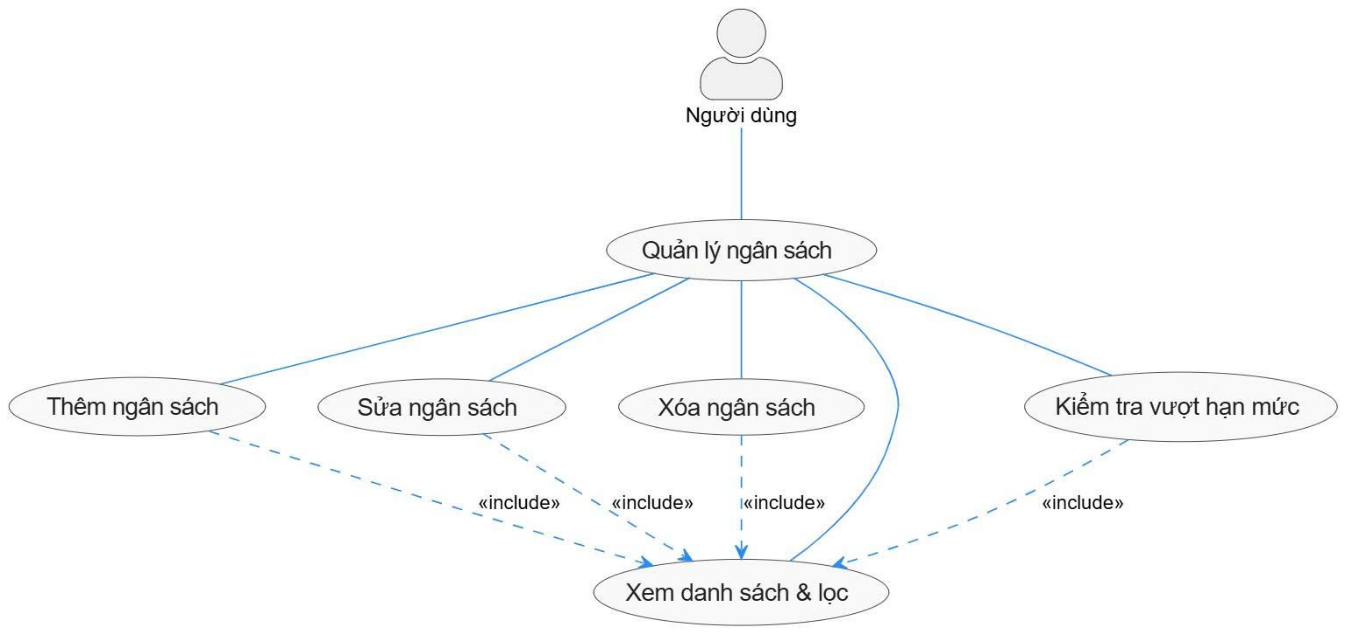 Người dùng
Quản lý ngân sách
Thêm ngân sách
Sửa ngân sách
Xóa ngân sách
Kiểm tra vượt hạn mức
«include»
«include»
«include»
«include»
Xem danh sách & lọc